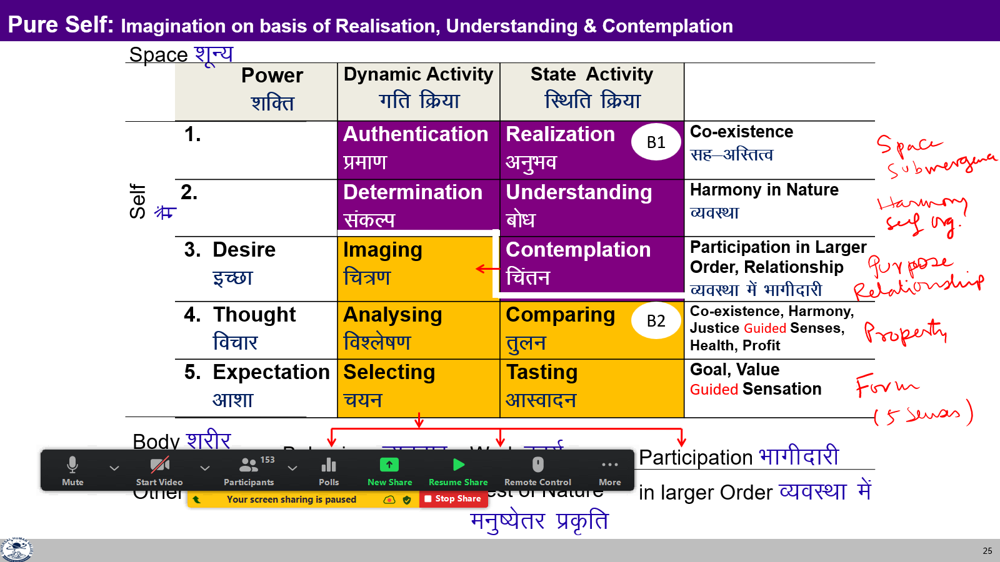 Pure Self: Imagination on basis of Realisation, Understanding & Contemplation
Space शून्य
Power
शक्ति
Dynamic Activity
गति क्रिया
State Activity
स्थिति क्रिया
Self
में
1.
Authentication
प्रमाण
Realization
अनुभव
B1
Co-existence
सह–अस्तित्व
Space
Submergence
2.
Determination
संकल्प
Understanding
बोध
Harmony in Nature
व्यवस्था
Harmony
self org.
3. Desire
इच्छा
Imaging
चित्रण
Contemplation
चिंतन
Participation in Larger
Order, Relationship
व्यवस्था में भागीदारी
Purpose
Relationship
4. Thought
विचार
Analysing
विश्लेषण
Comparing
तुलन
B2
Co-existence, Harmony,
Justice Guided Senses,
Health, Profit
Property
5. Expectation
आशा
Selecting
चयन
Tasting
आस्वादन
Goal, Value
Guided Sensation
Form
(5 senses)
Body शरीर
Participation भागीदारी
153
Mute
Start Video
Participants
Polls
New Share
Resume Share
Remote Control
More
Other
Your screen sharing is paused
Stop Share
of Nature
in larger Order व्यवस्था में
मनुष्येतर प्रकृति
UNIVERSAL HUMAN VALUES
25